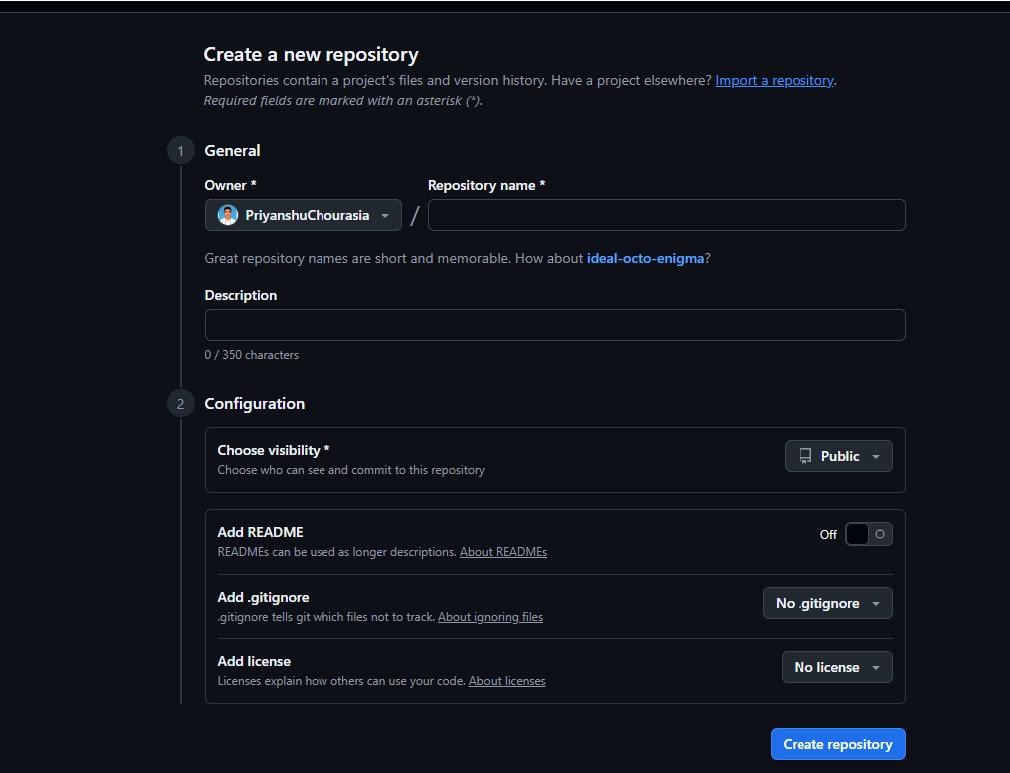 Create a new repository
Repositories contain a project's files and version history. Have a project elsewhere? Import a repository.
Required fields are marked with an asterisk (*).
1 General
Owner * Repository name *
PriyanshuChourasia /
Great repository names are short and memorable. How about ideal-octo-enigma?
Description
0 / 350 characters
2 Configuration
Choose visibility *
Choose who can see and commit to this repository
Public
Add README
READMEs can be used as longer descriptions. About READMEs
Off
Add .gitignore
.gitignore tells git which files not to track. About ignoring files
No .gitignore
Add license
Licenses explain how others can use your code. About licenses
No license
Create repository